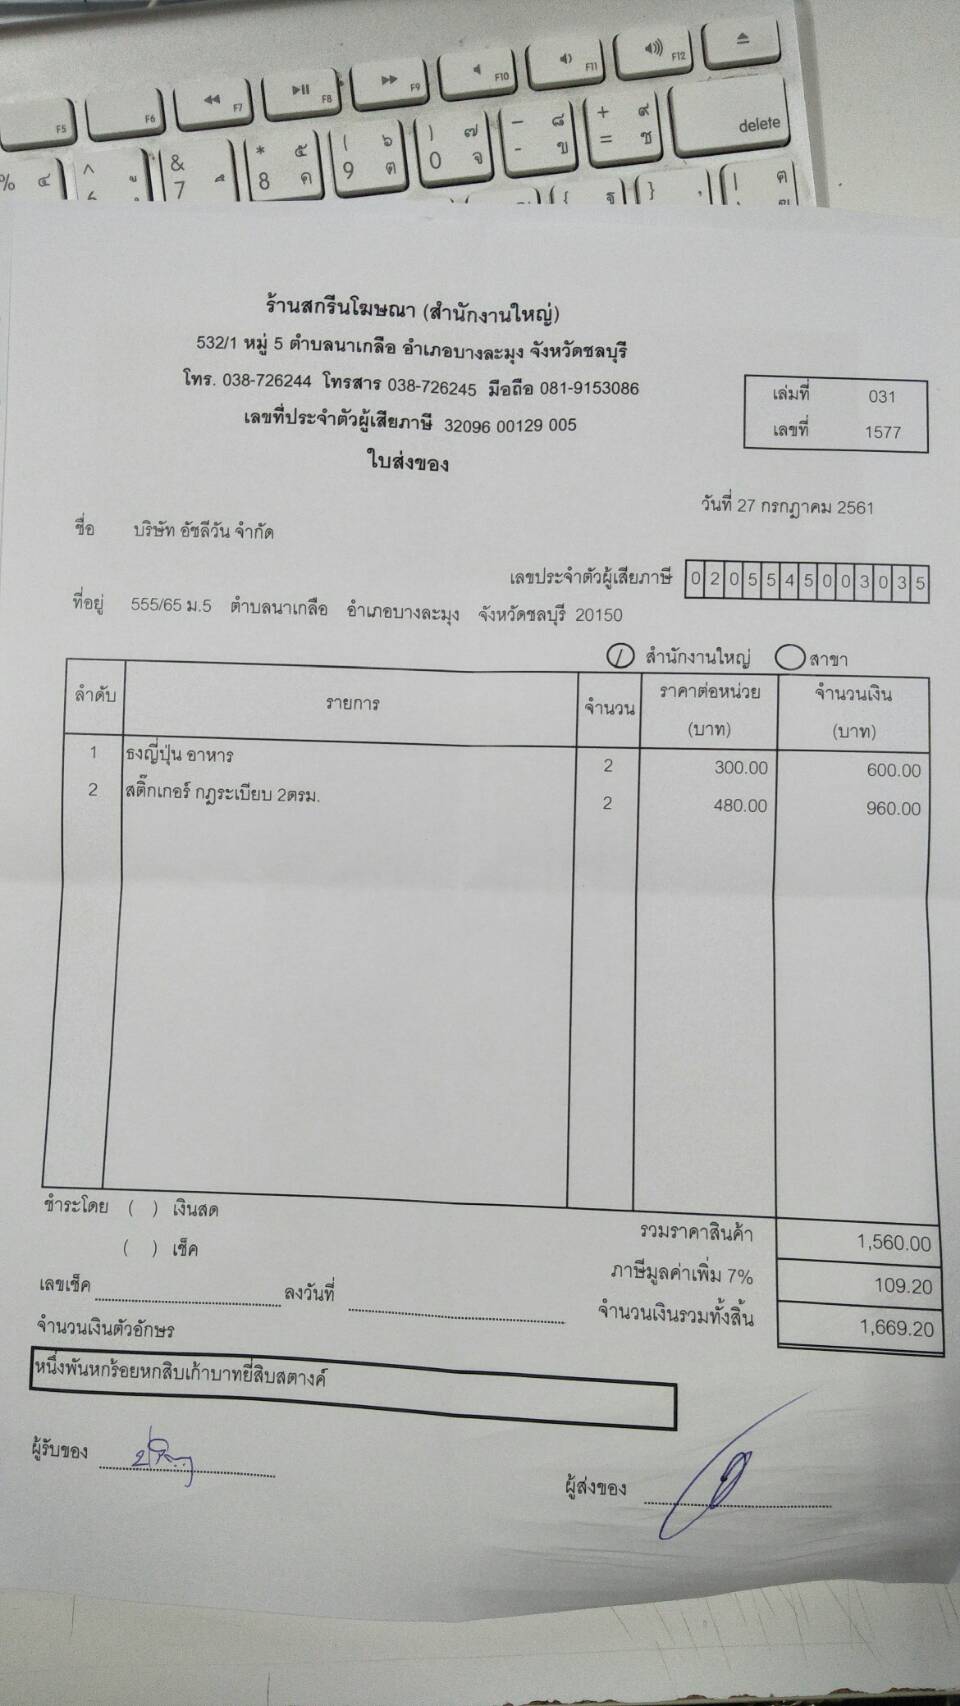 F5 F6 F7 F8 F9 F10 F11 F12
% ๔ ^ & 7 * ๕ 8 ค ( ๖ 9 ต ) ๗ 0 จ _ ๘ - ข + ๙ = ช delete
{ ฐ } , |
ร้านสกรีนโฆษณา (สำนักงานใหญ่)
532/1 หมู่ 5 ตำบลนาเกลือ อำเภอบางละมุง จังหวัดชลบุรี
โทร. 038-726244 โทรสาร 038-726245 มือถือ 081-9153086
เลขที่ประจำตัวผู้เสียภาษี 32096 00129 005
เล่มที่ 031
เลขที่ 1577
ใบส่งของ
วันที่ 27 กรกฎาคม 2561
ชื่อ บริษัท อัชลีวัน จำกัด
เลขประจำตัวผู้เสียภาษี 0205545003035
ที่อยู่ 555/65 ม.5 ตำบลนาเกลือ อำเภอบางละมุง จังหวัดชลบุรี 20150
สำนักงานใหญ่ สาขา
ลำดับ รายการ จำนวน ราคาต่อหน่วย (บาท) จำนวนเงิน (บาท)
1 ธงญี่ปุ่น อาหาร 2 300.00 600.00
2 สติ๊กเกอร์ กฎระเบียบ 2ตรม. 2 480.00 960.00
ชำระโดย ( ) เงินสด
( ) เช็ค
เลขเช็ค ลงวันที่
รวมราคาสินค้า 1,560.00
ภาษีมูลค่าเพิ่ม 7% 109.20
จำนวนเงินรวมทั้งสิ้น 1,669.20
จำนวนเงินตัวอักษร
หนึ่งพันหกร้อยหกสิบเก้าบาทยี่สิบสตางค์
ผู้รับของ
ผู้ส่งของ